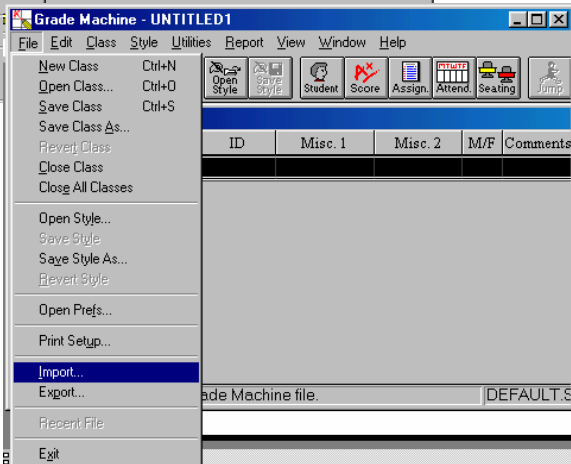 Grade Machine - UNTITLED1
File Edit Class Style Utilities Report View Window Help
New Class Ctrl+N
Open Class... Ctrl+O
Save Class Ctrl+S
Save Class As...
Revert Class
Close Class
Close All Classes
Open Style...
Save Style
Save Style As...
Revert Style
Open Prefs...
Print Setup...
Import...
Export...
Recent File
Exit
Open Style
Save Style
Student
Score
Assign.
MTWTF
Attend.
Seating
Jump
ID Misc. 1 Misc. 2 M/F Comments
ade Machine file. DEFAULT.S